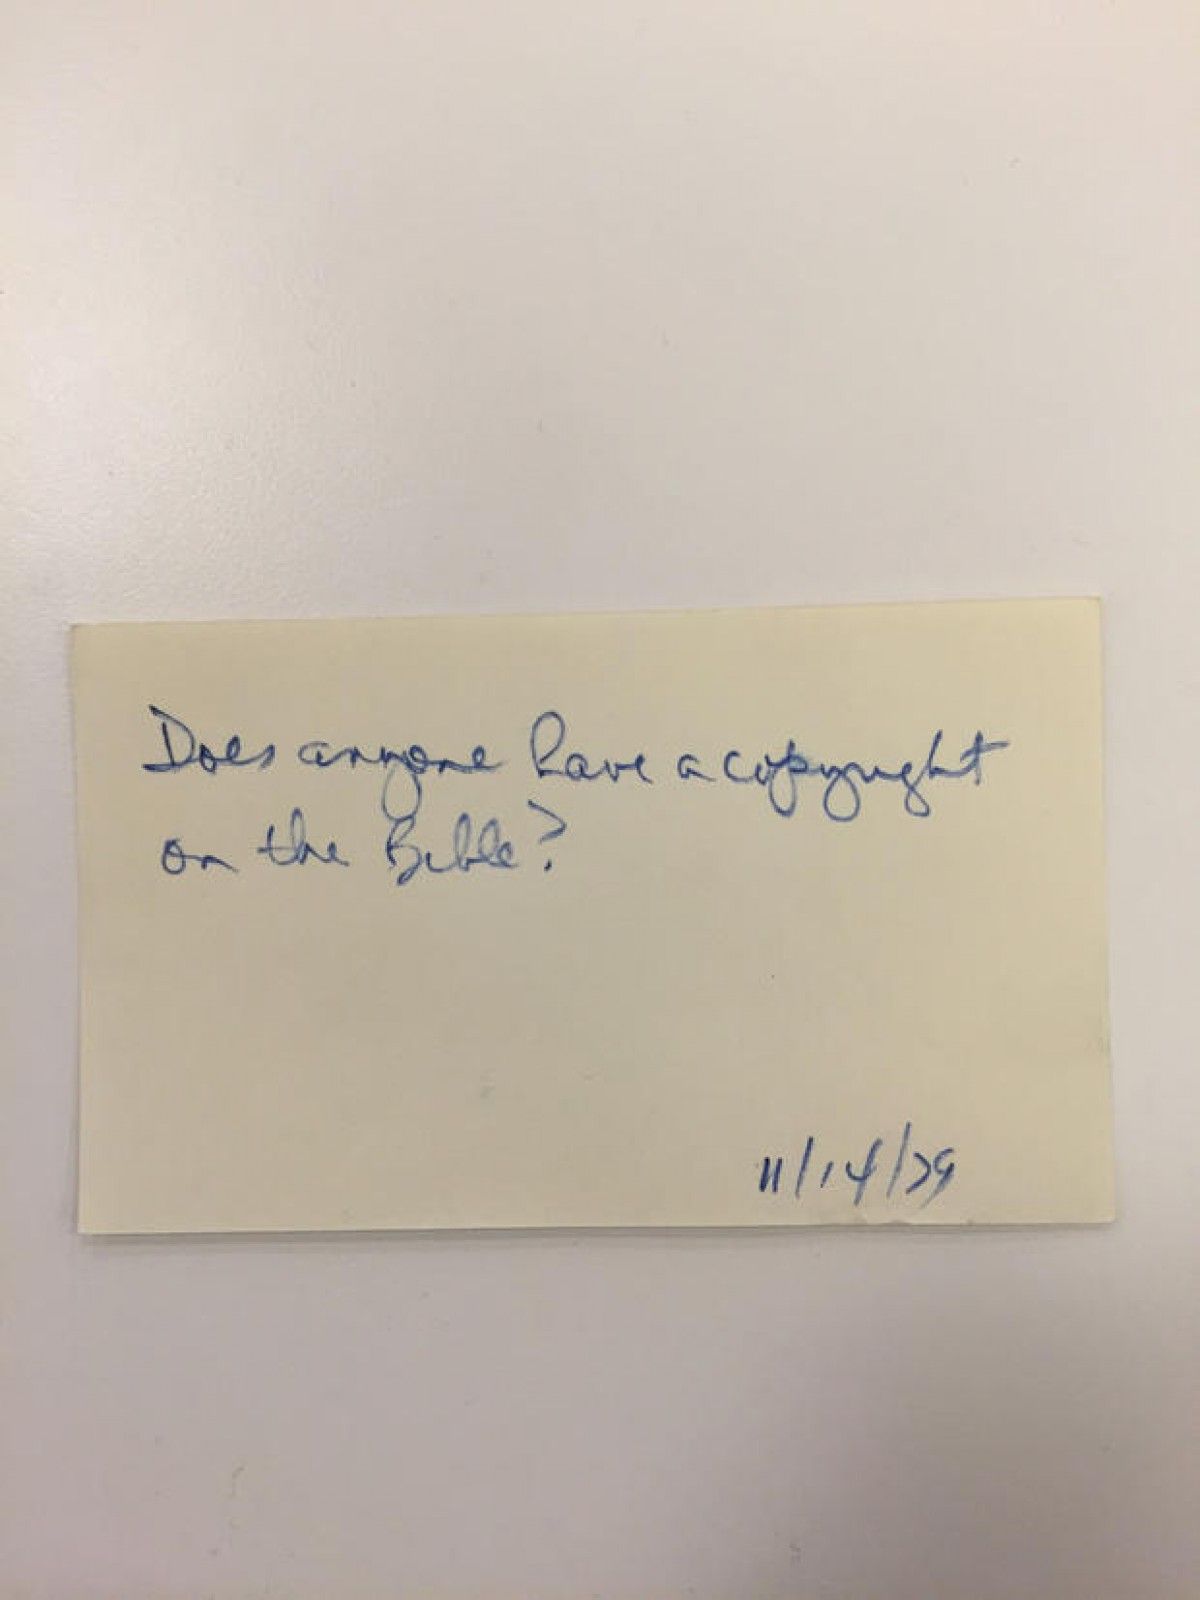 Does anyone have a copyright
on the Bible?
11/14/79